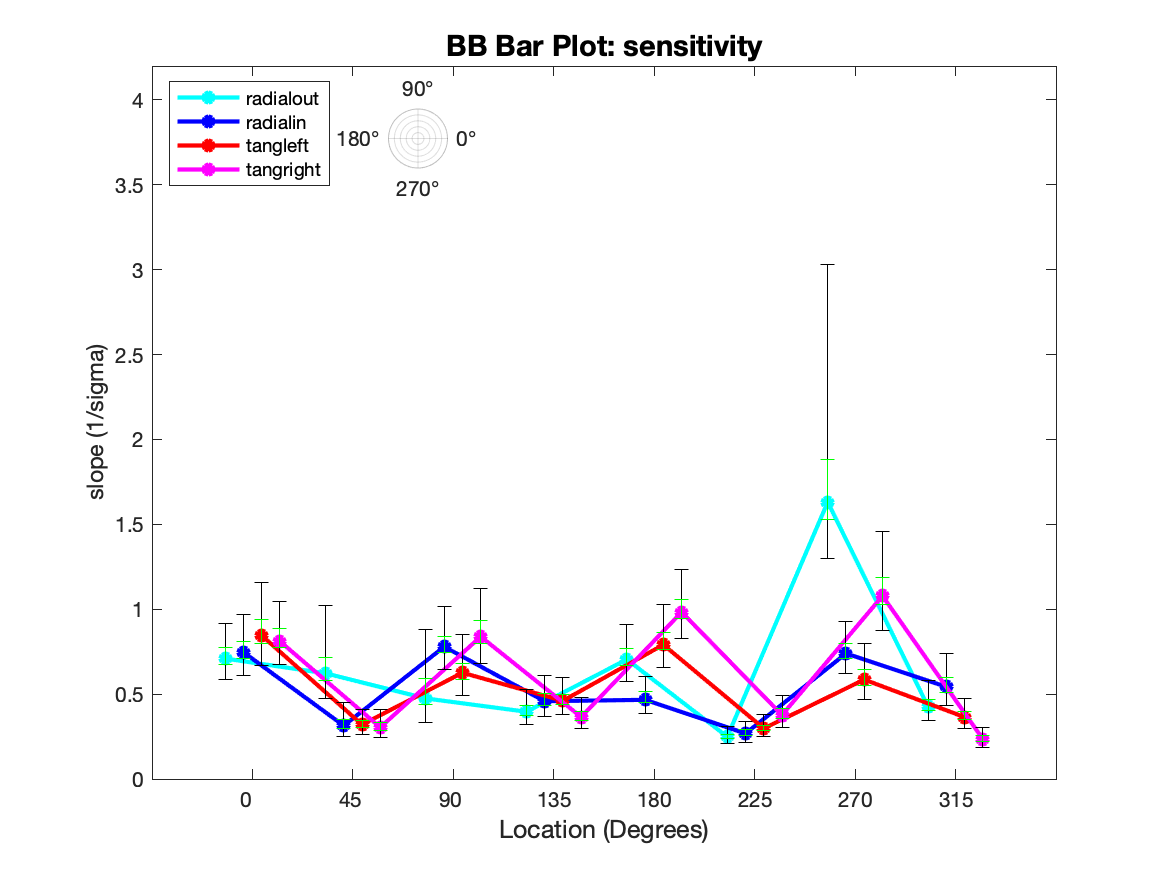 BB Bar Plot: sensitivity
radialout
radialin
tangleft
tangright
90°
180°
0°
270°
4
3.5
3
2.5
2
1.5
1
0.5
0
slope (1/sigma)
0 45 90 135 180 225 270 315
Location (Degrees)